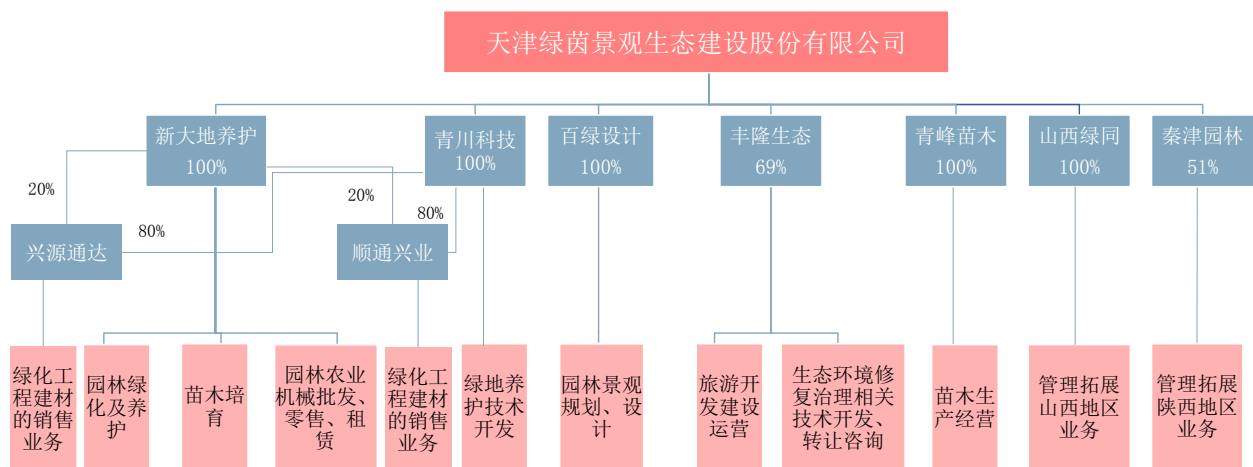 天津绿茵景观生态建设股份有限公司
新大地养护
100%
青川科技
100%
百绿设计
100%
丰隆生态
69%
青峰苗木
100%
山西绿同
100%
秦津园林
51%
20%
80%
20%
80%
兴源通达
顺通兴业
绿化工
程建材
的销售
业务
园林绿
化及养
护
苗木培
育
园林农业
机械批发、
零售、租
赁
绿化工
程建材
的销售
业务
绿地养
护技术
开发
园林景观
规划、设
计
旅游开
发建设
运营
生态环境修
复治理相关
技术开发、
转让咨询
苗木生
产经营
管理拓展
山西地区
业务
管理拓展
陕西地区
业务